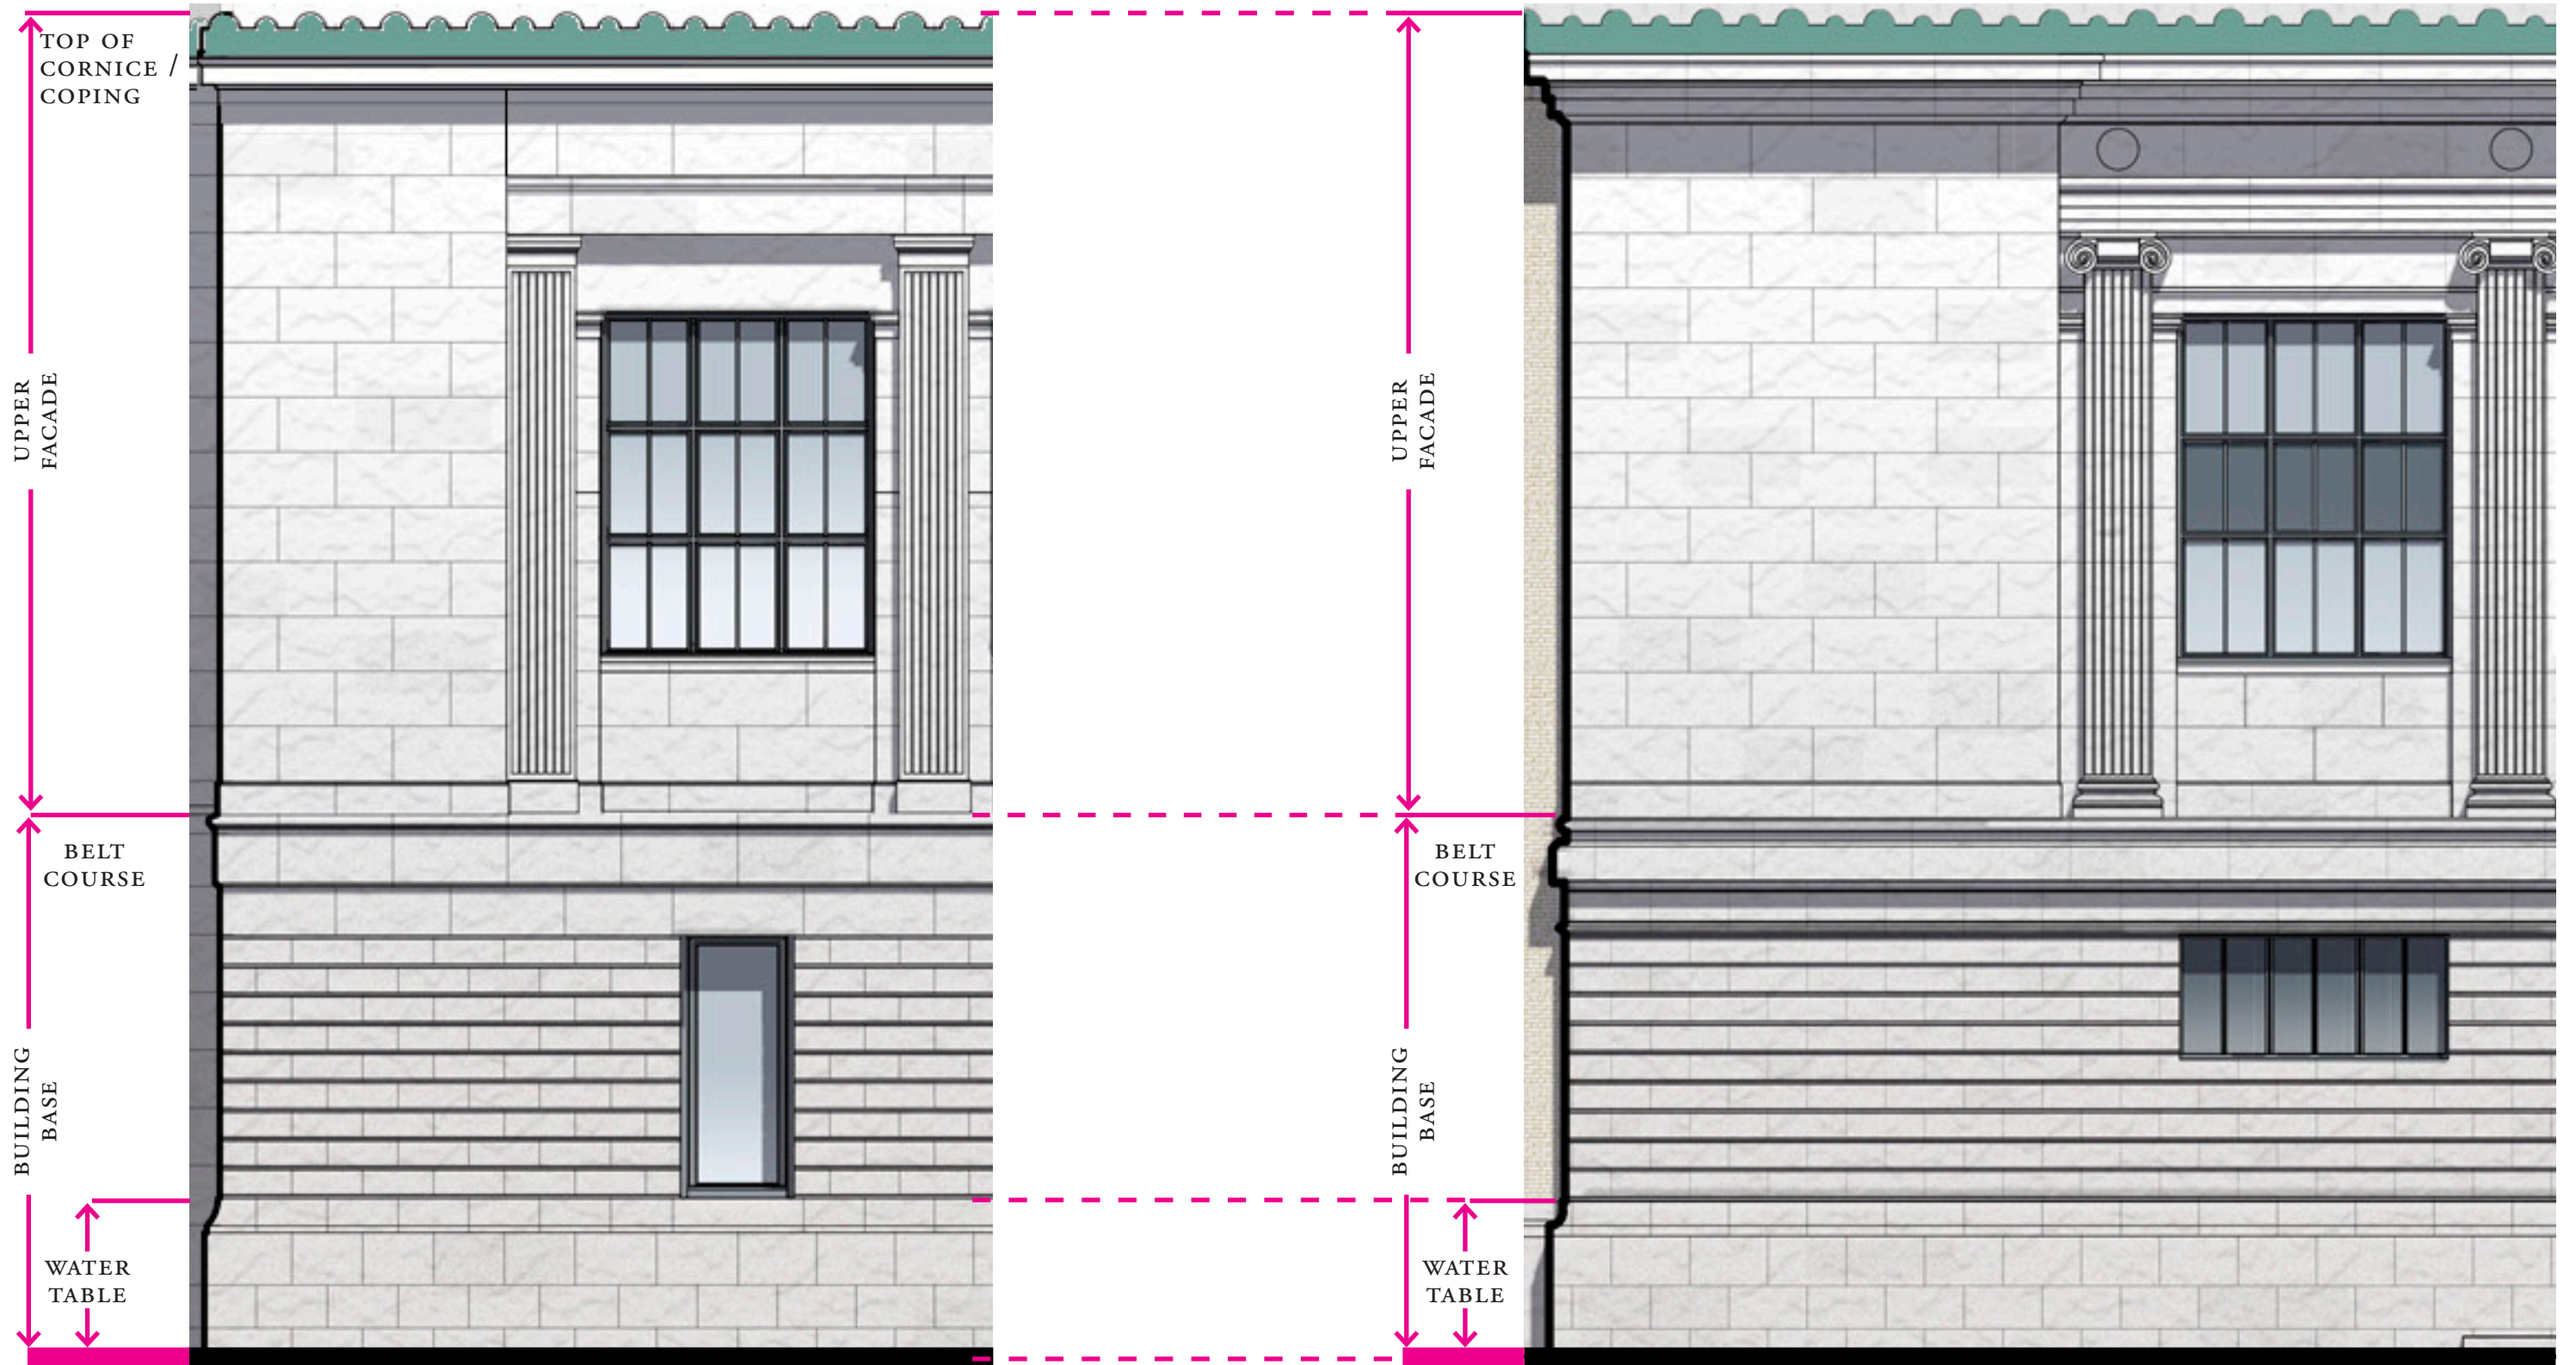 TOP OF
CORNICE /
COPING
UPPER
FACADE
BELT
COURSE
BUILDING
BASE
WATER
TABLE
UPPER
FACADE
BELT
COURSE
BUILDING
BASE
WATER
TABLE